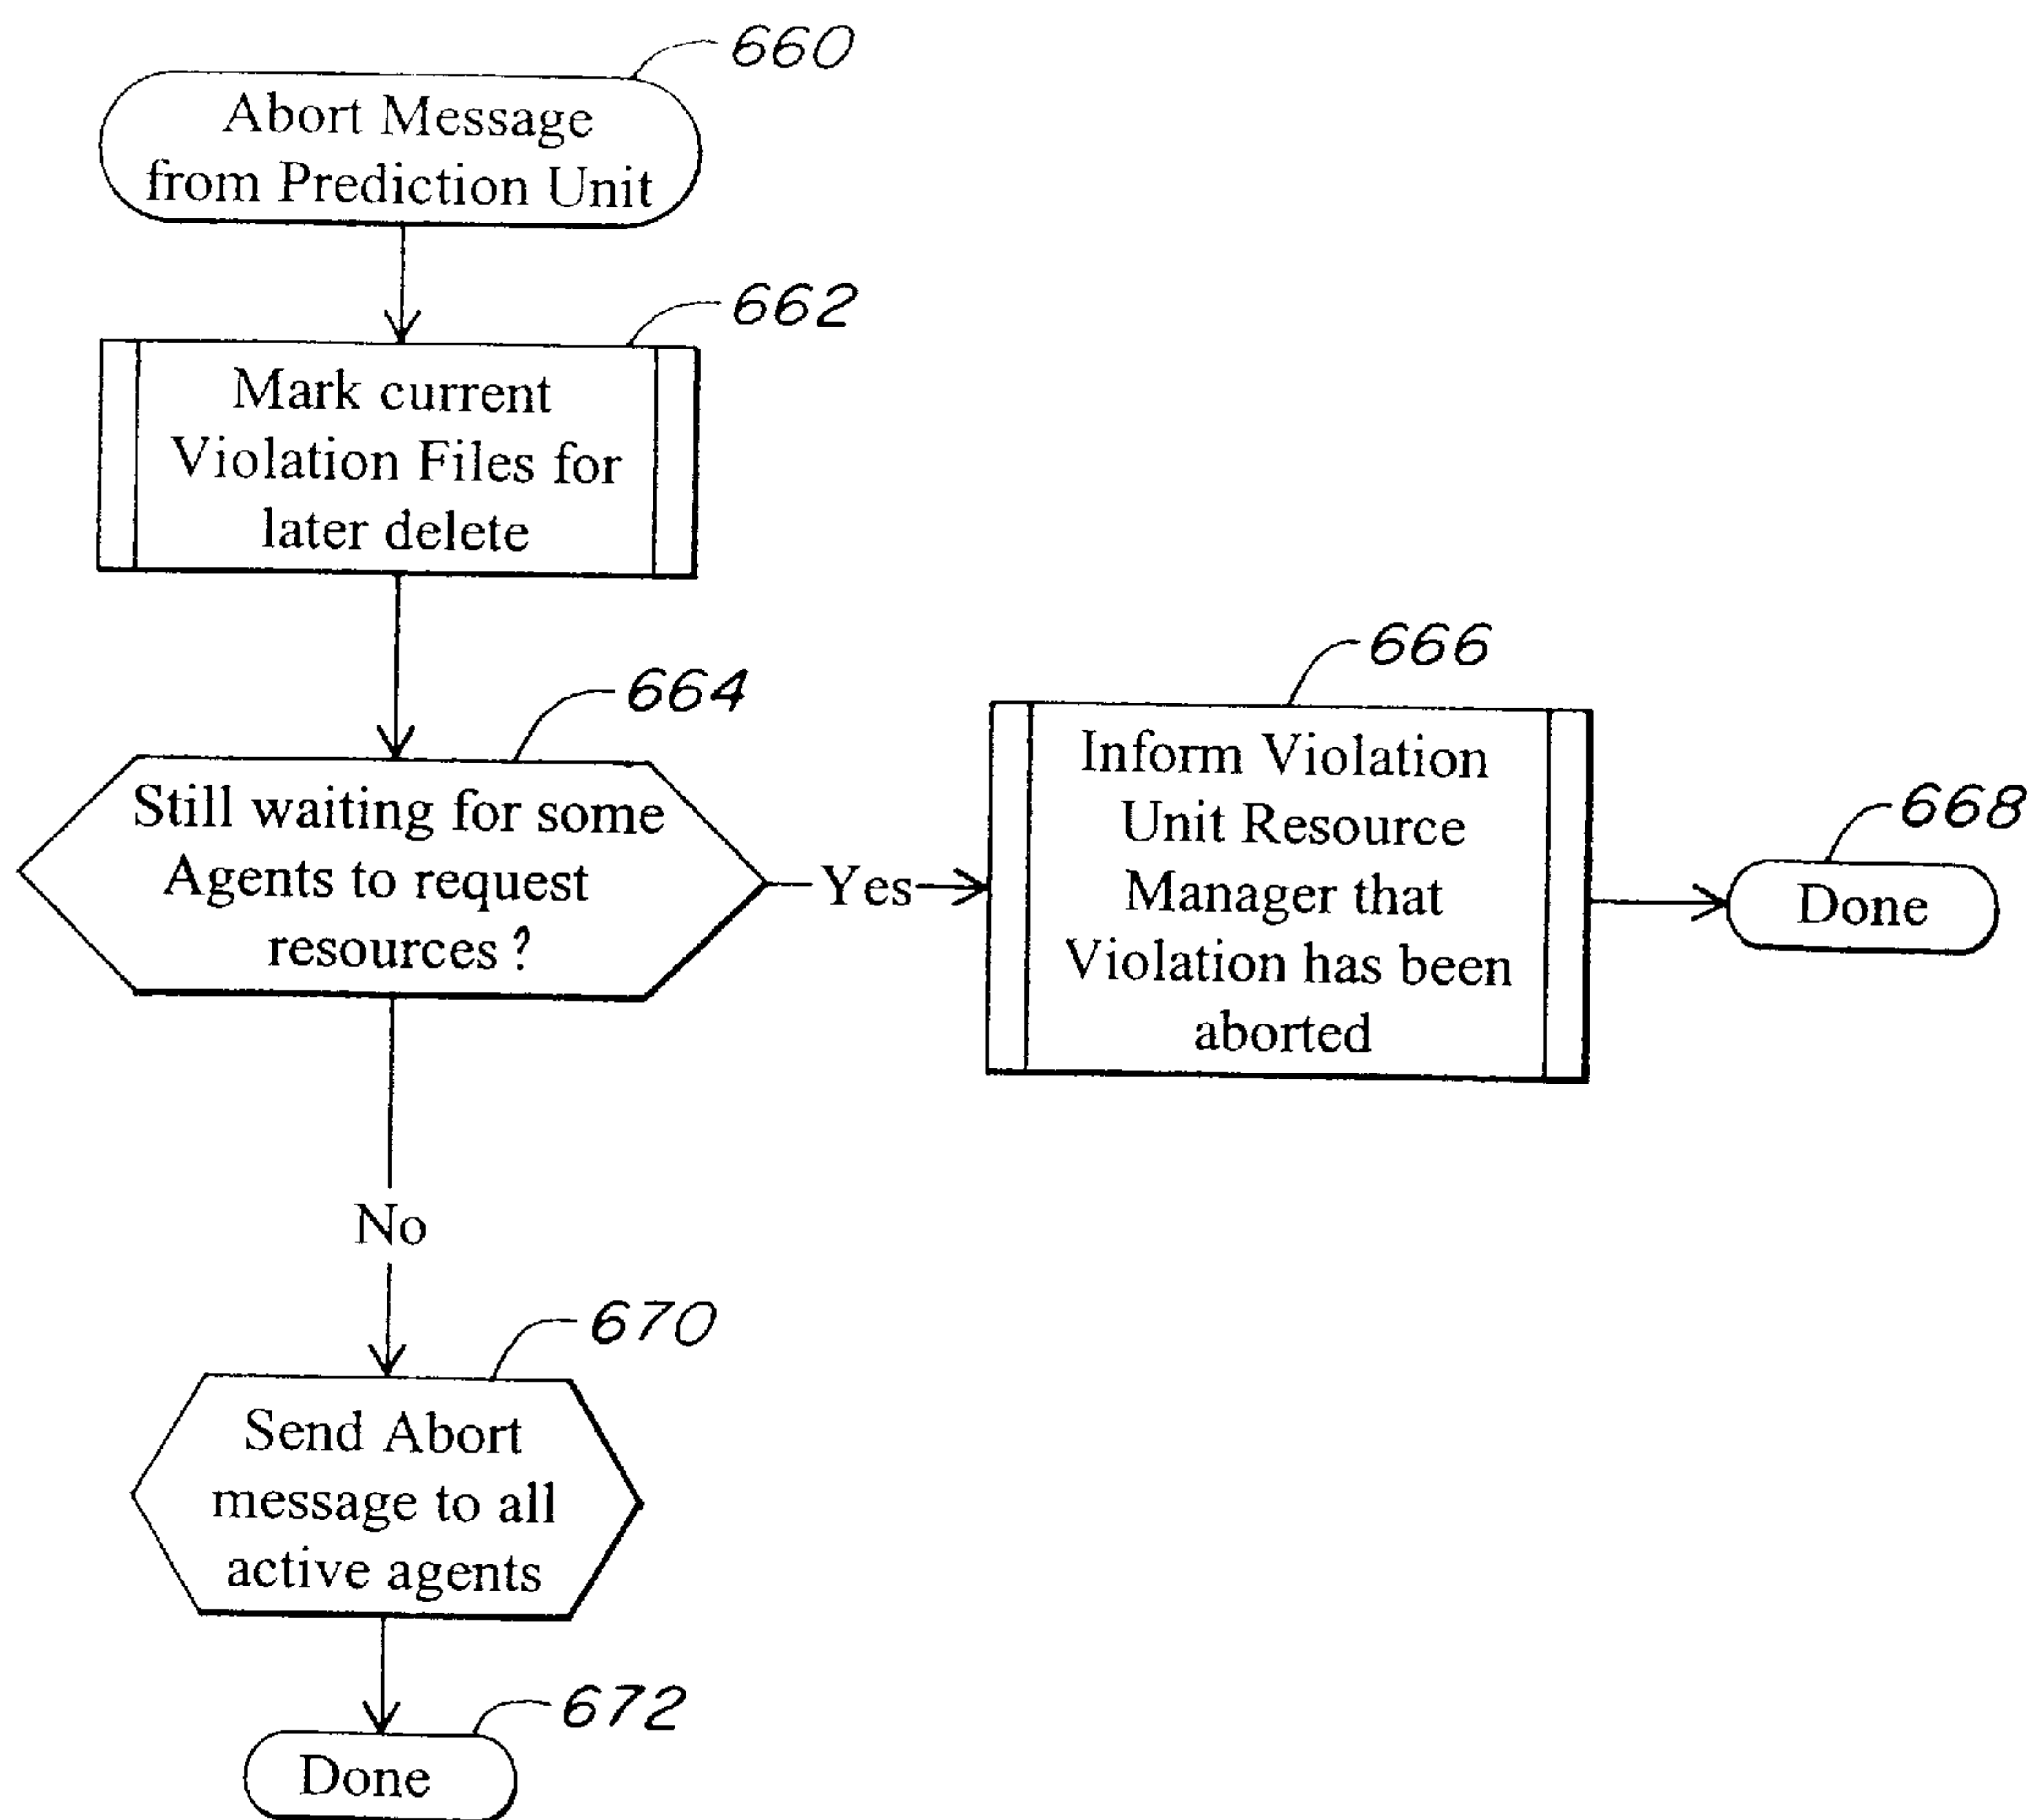 660
Abort Message
from Prediction Unit
662
Mark current
Violation Files for
later delete
664
Still waiting for some
Agents to request
resources ?
Yes
666
Inform Violation
Unit Resource
Manager that
Violation has been
aborted
668
Done
No
670
Send Abort
message to all
active agents
672
Done